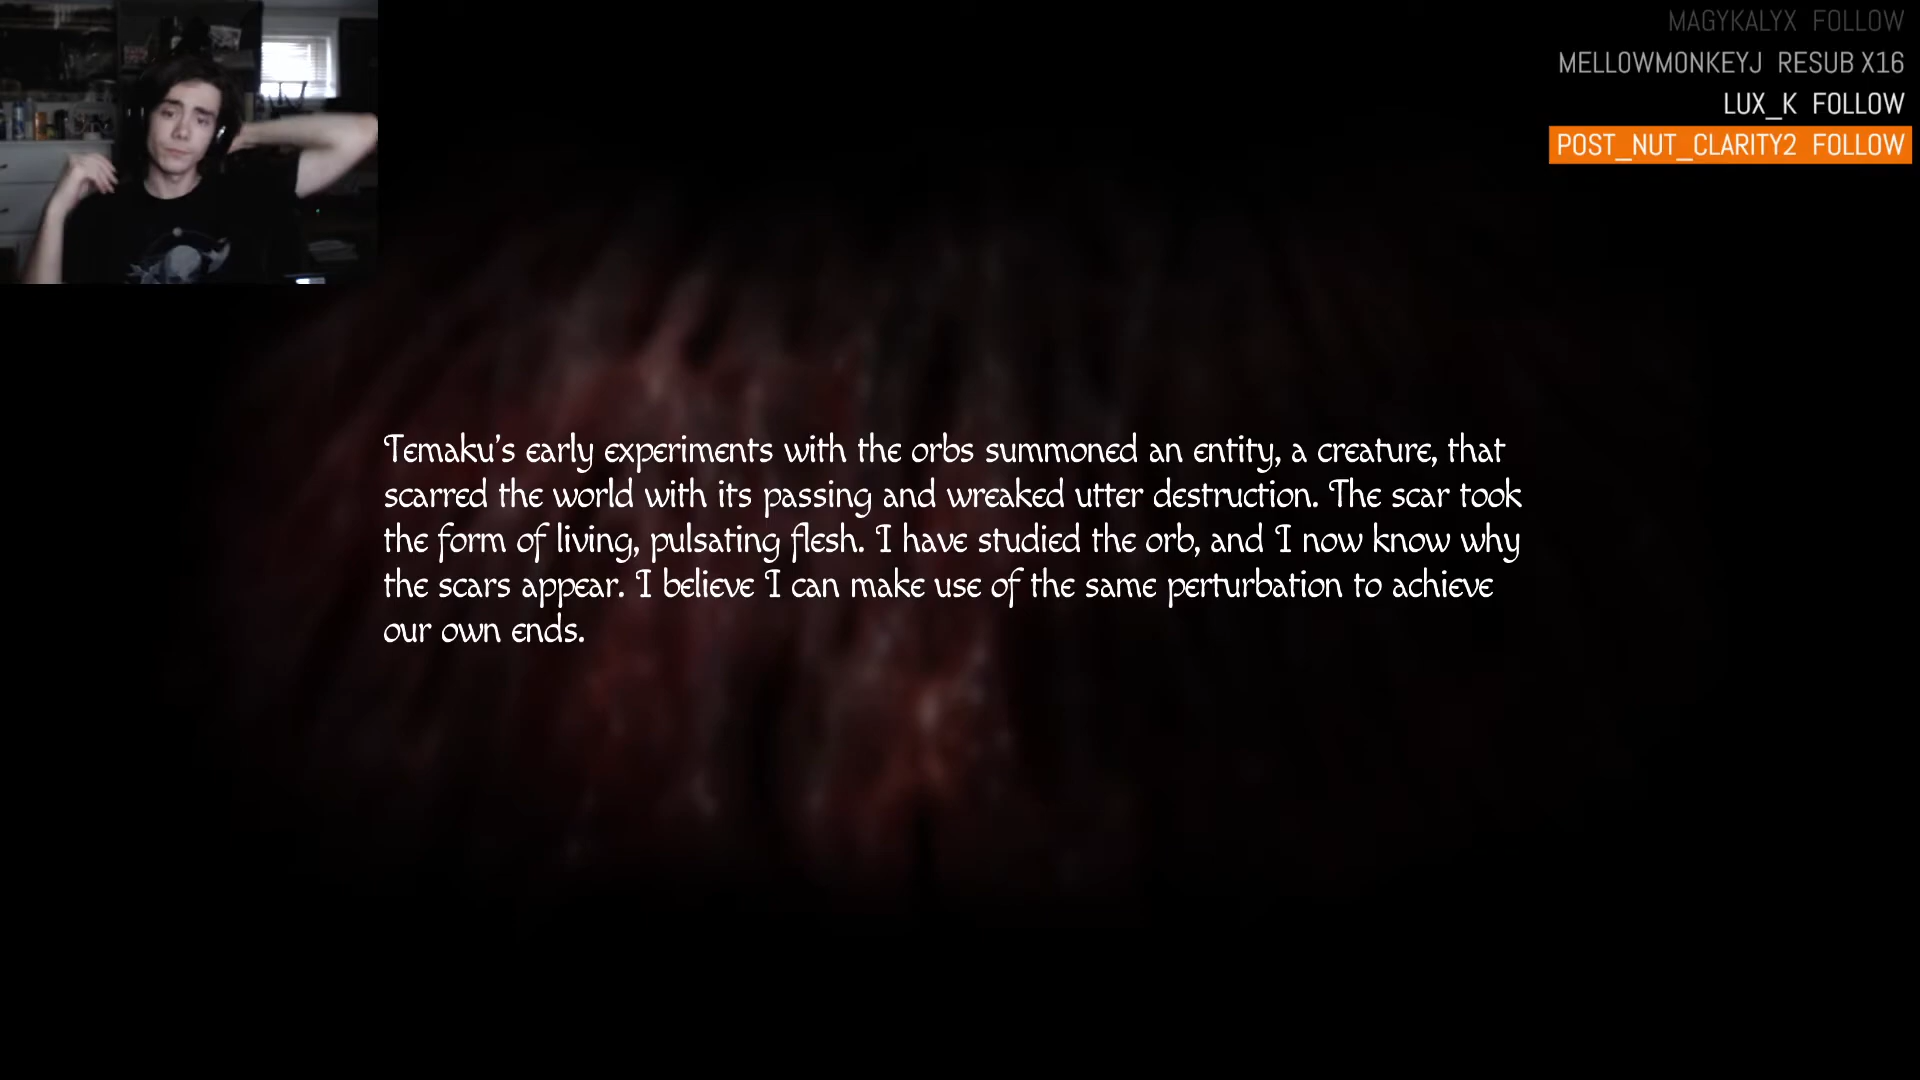 MAGYKALYX FOLLOW
MELLOWMONKEYJ RESUB X16
LUX_K FOLLOW
POST_NUT_CLARITY2 FOLLOW
Temaku's early experiments with the orbs summoned an entity, a creature, that
scarred the world with its passing and wreaked utter destruction. The scar took
the form of living, pulsating flesh. I have studied the orb, and I now know why
the scars appear. I believe I can make use of the same perturbation to achieve
our own ends.